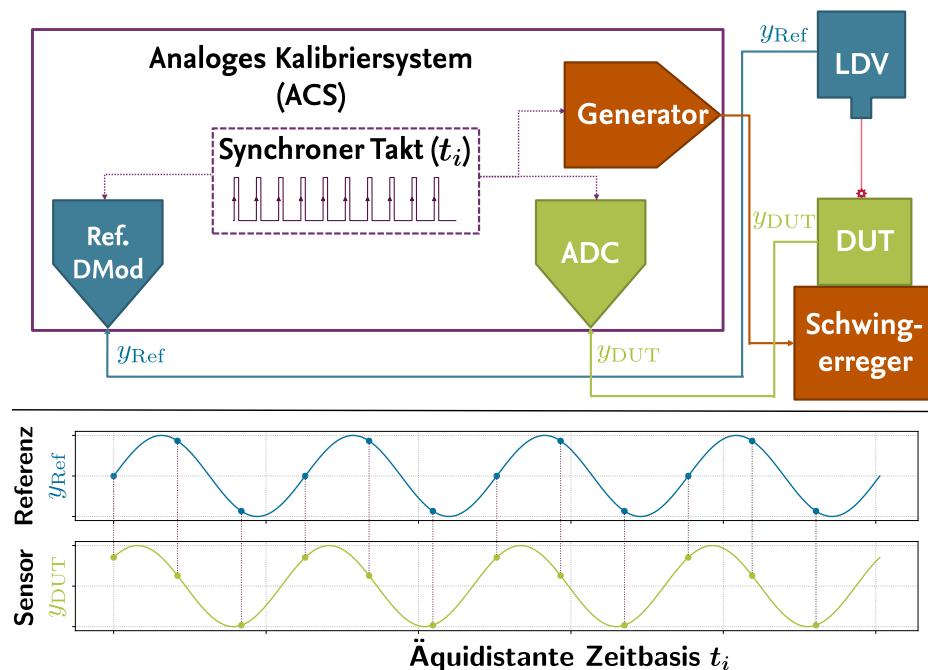 Analoges Kalibriersystem
(ACS)
Synchroner Takt (t_i)
Generator
Ref.
DMod
ADC
y_Ref
LDV
y_DUT
DUT
Schwing-
erreger
y_Ref
y_DUT
Referenz
y_Ref
Sensor
y_DUT
Äquidistante Zeitbasis t_i